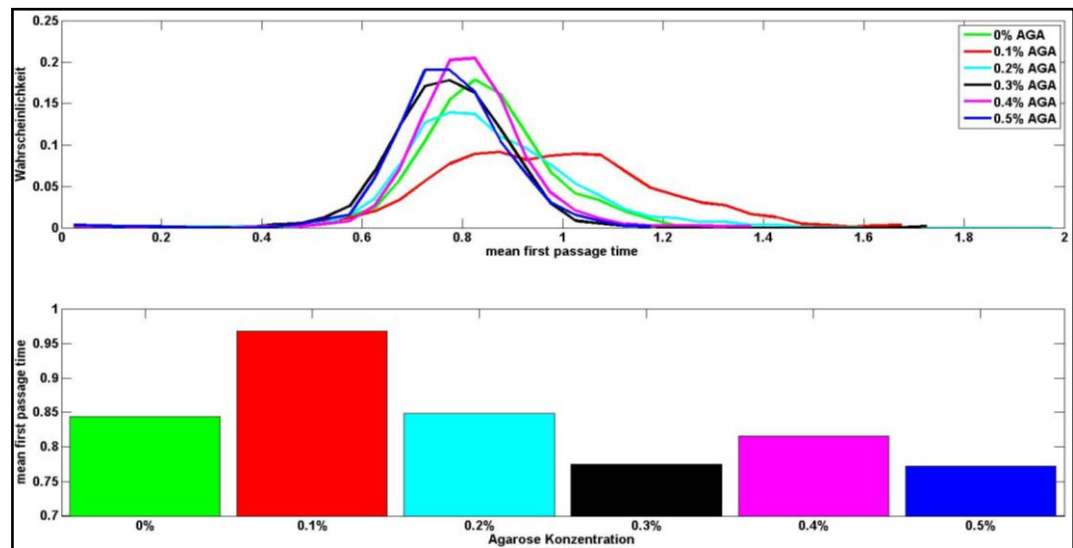 0.25
0.2
0.15
0.1
0.05
0
Wahrscheinlichkeit
0% AGA
0.1% AGA
0.2% AGA
0.3% AGA
0.4% AGA
0.5% AGA
0 0.2 0.4 0.6 0.8 1 1.2 1.4 1.6 1.8 2
mean first passage time
1
0.95
0.9
0.85
0.8
0.75
0.7
mean first passage time
0% 0.1% 0.2% 0.3% 0.4% 0.5%
Agarose Konzentration